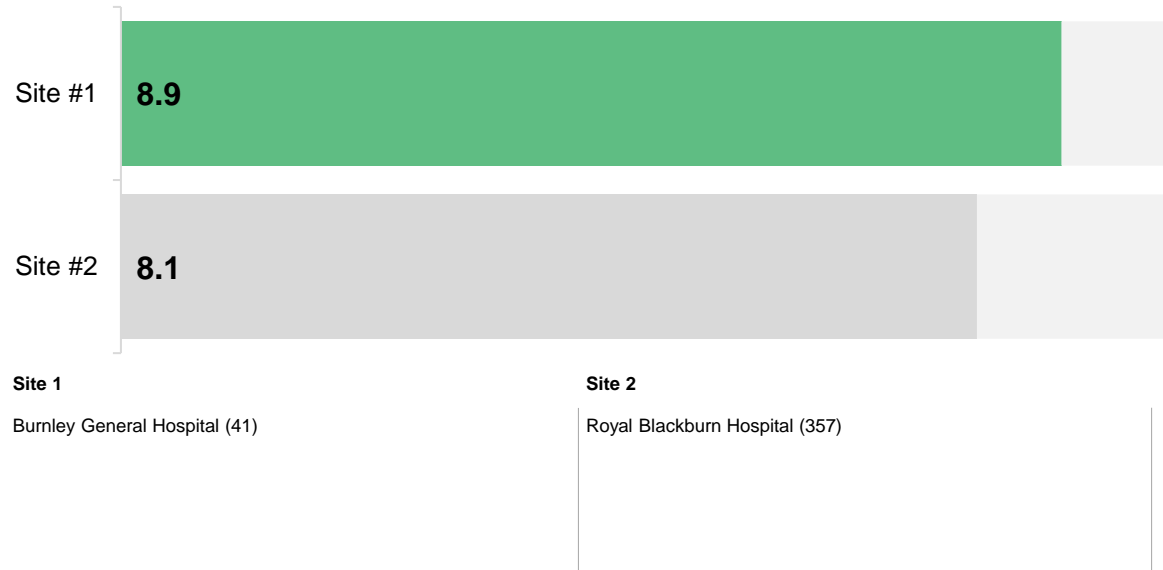 Site #1
8.9
Site #2
8.1
Site 1
Burnley General Hospital (41)
Site 2
Royal Blackburn Hospital (357)